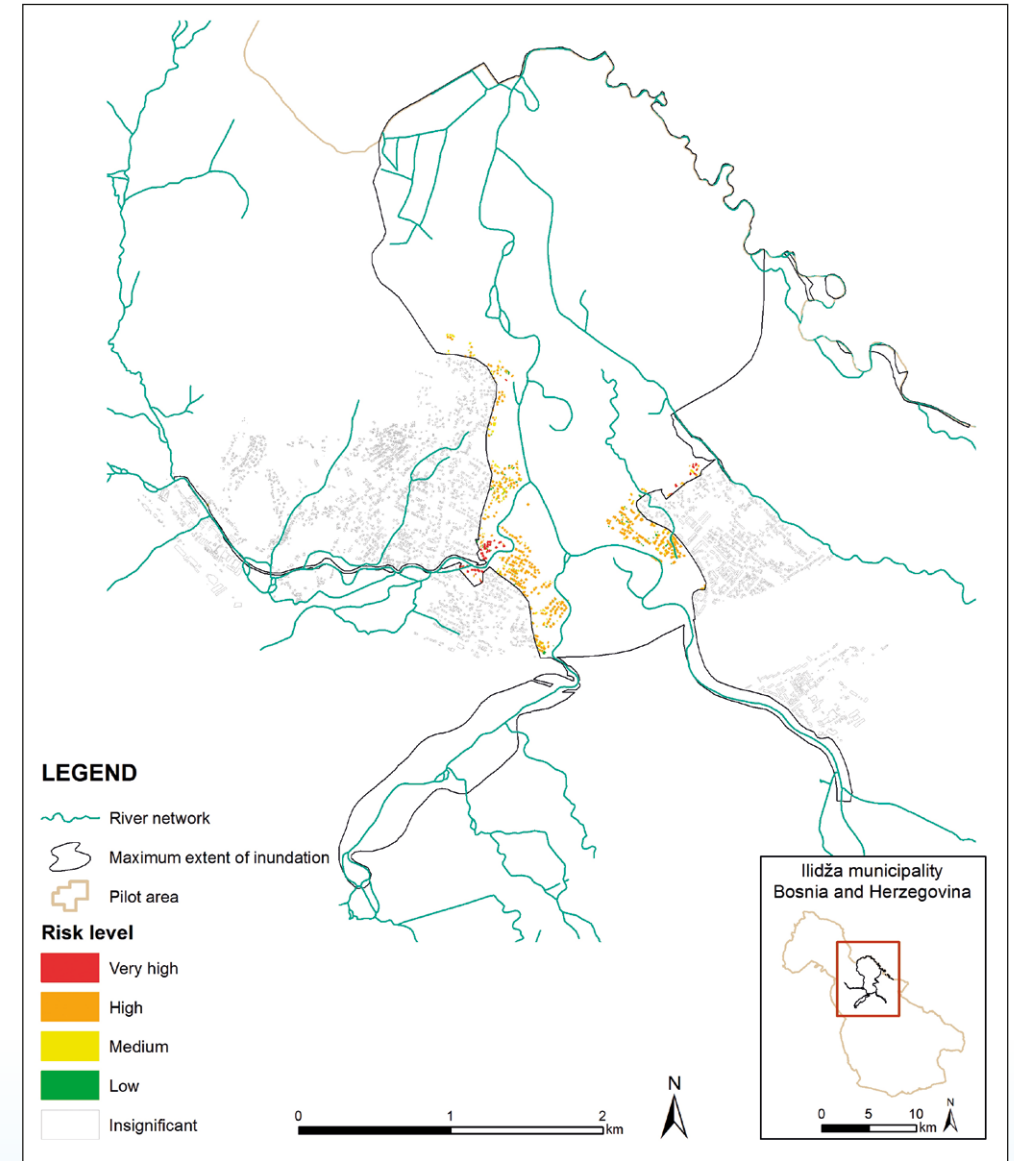 LEGEND
River network
Maximum extent of inundation
Pilot area
Risk level
Very high
High
Medium
Low
Insignificant
0 1 2
km
N
Ilidža municipality
Bosnia and Herzegovina
N
0 5 10
km